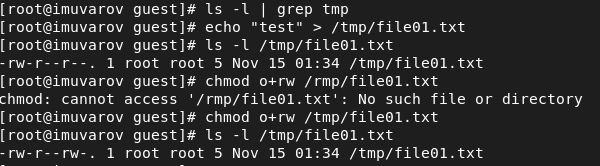 [root@imuvarov guest]# ls -l | grep tmp
[root@imuvarov guest]# echo "test" > /tmp/file01.txt
[root@imuvarov guest]# ls -l /tmp/file01.txt
-rw-r--r--. 1 root root 5 Nov 15 01:34 /tmp/file01.txt
[root@imuvarov guest]# chmod o+rw /rmp/file01.txt
chmod: cannot access '/rmp/file01.txt': No such file or directory
[root@imuvarov guest]# chmod o+rw /tmp/file01.txt
[root@imuvarov guest]# ls -l /tmp/file01.txt
-rw-r--rw-. 1 root root 5 Nov 15 01:34 /tmp/file01.txt